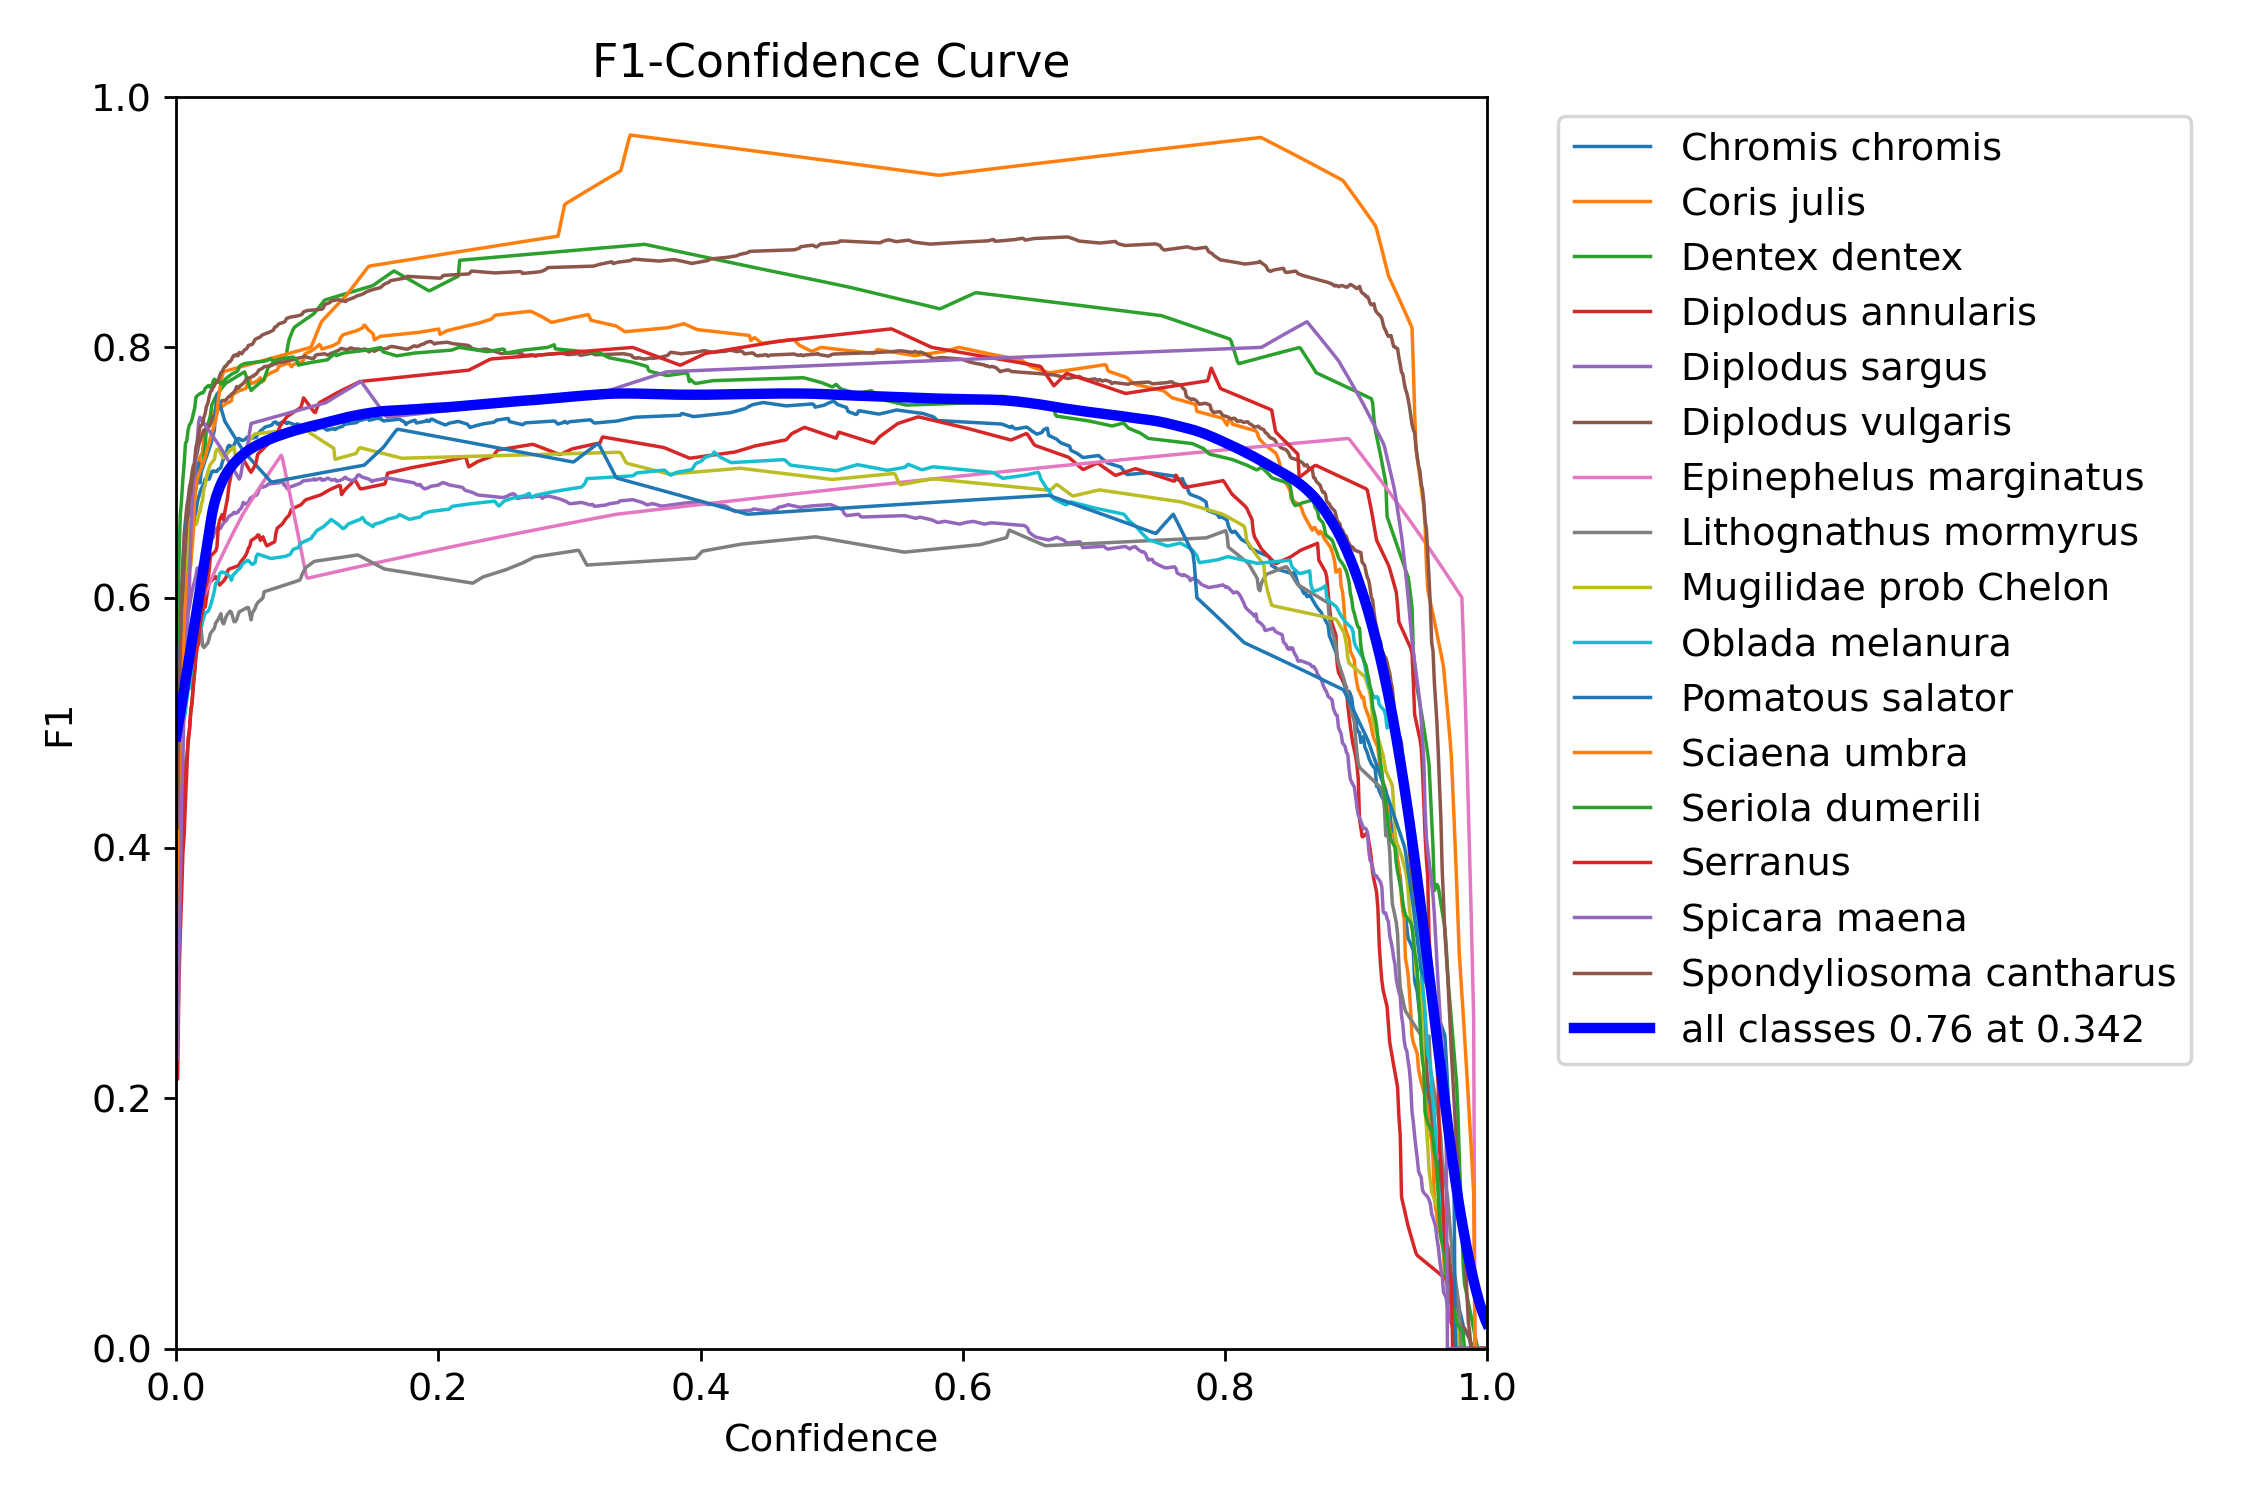 F1-Confidence Curve
1.0
0.8
0.6
0.4
0.2
0.0
F1
0.0 0.2 0.4 0.6 0.8 1.0
Confidence
Chromis chromis
Coris julis
Dentex dentex
Diplodus annularis
Diplodus sargus
Diplodus vulgaris
Epinephelus marginatus
Lithognathus mormyrus
Mugilidae prob Chelon
Oblada melanura
Pomatous salator
Sciaena umbra
Seriola dumerili
Serranus
Spicara maena
Spondyliosoma cantharus
all classes 0.76 at 0.342